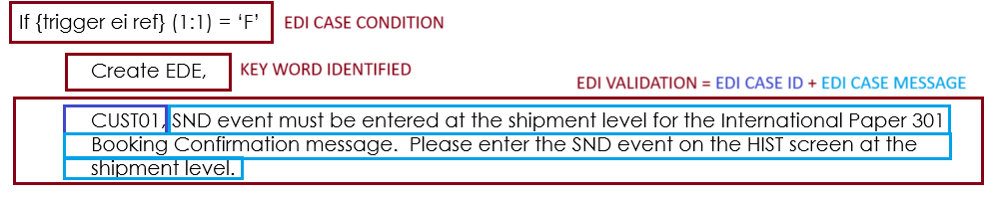 If {trigger ei ref} (1:1) = ‘F’ EDI CASE CONDITION
Create EDE, KEY WORD IDENTIFIED
EDI VALIDATION = EDI CASE ID + EDI CASE MESSAGE
CUST01, SND event must be entered at the shipment level for the International Paper 301
Booking Confirmation message. Please enter the SND event on the HIST screen at the
shipment level.